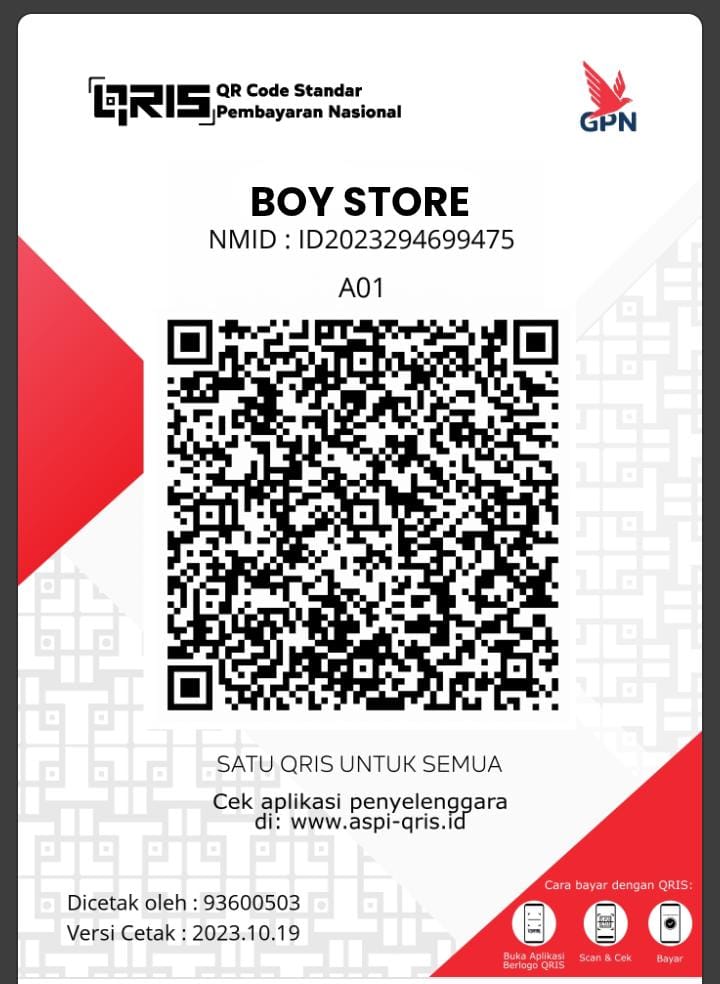 QRIS QR Code Standar
Pembayaran Nasional
GPN
BOY STORE
NMID : ID2023294699475
A01
SATU QRIS UNTUK SEMUA
Cek aplikasi penyelenggara
di: www.aspi-qris.id
Dicetak oleh : 93600503
Versi Cetak : 2023.10.19
Cara bayar dengan QRIS:
Buka Aplikasi
Berlogo QRIS
Scan & Cek
Bayar